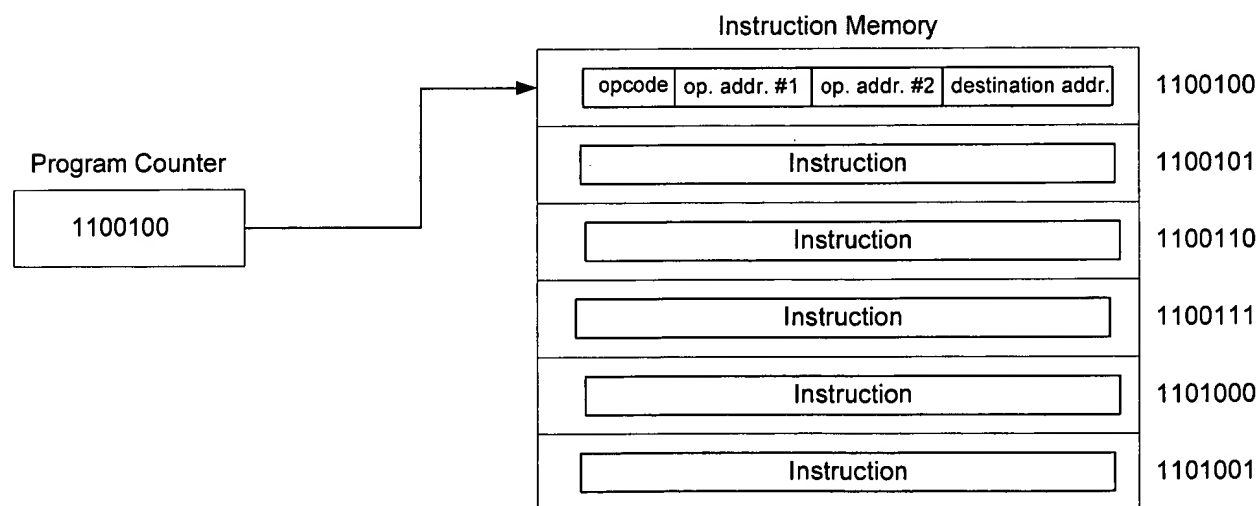 Instruction Memory
opcode op. addr. #1 op. addr. #2 destination addr. 1100100
Instruction 1100101
Program Counter
1100100
Instruction 1100110
Instruction 1100111
Instruction 1101000
Instruction 1101001